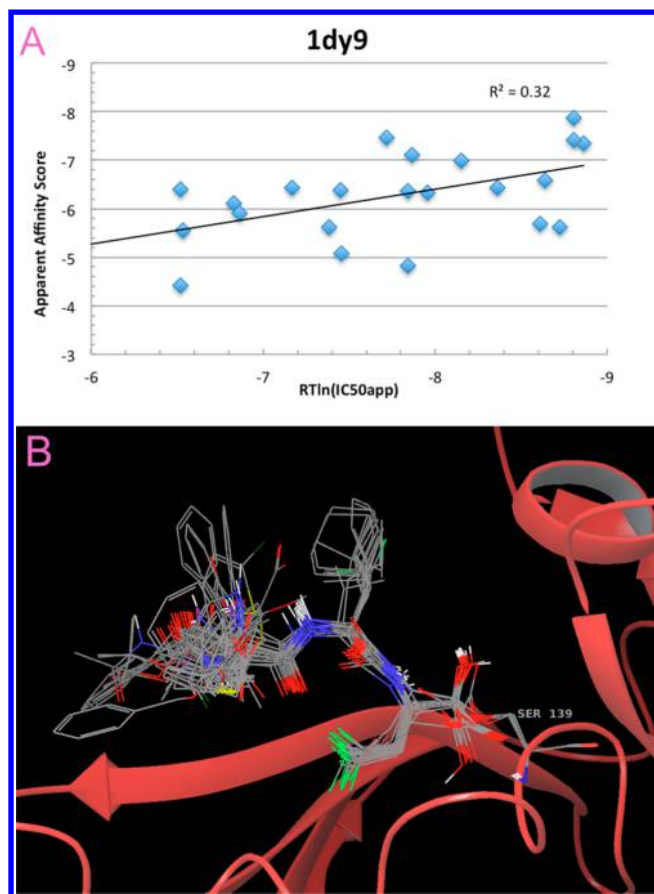 A
1dy9
R² = 0.32
-9
-8
-7
-6
-5
-4
-3
Apparent Affinity Score
-6 -7 -8 -9
RTln(IC50app)
B
SER 139